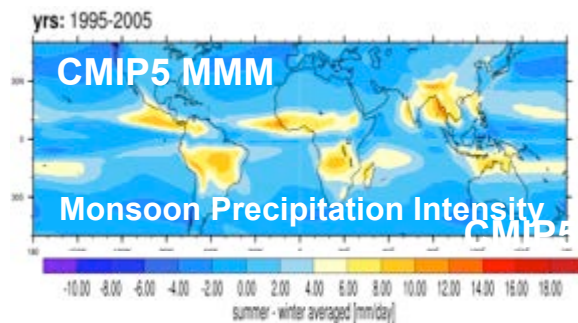 yrs: 1995-2005
CMIP5 MMM
0
Monsoon Precipitation Intensity
CMIP5
-10.00 -8.00 -6.00 -4.00 -2.00 0.00 2.00 4.00 6.00 8.00 10.00 12.00 14.00 16.00 18.00
summer - winter averaged [mm/day]